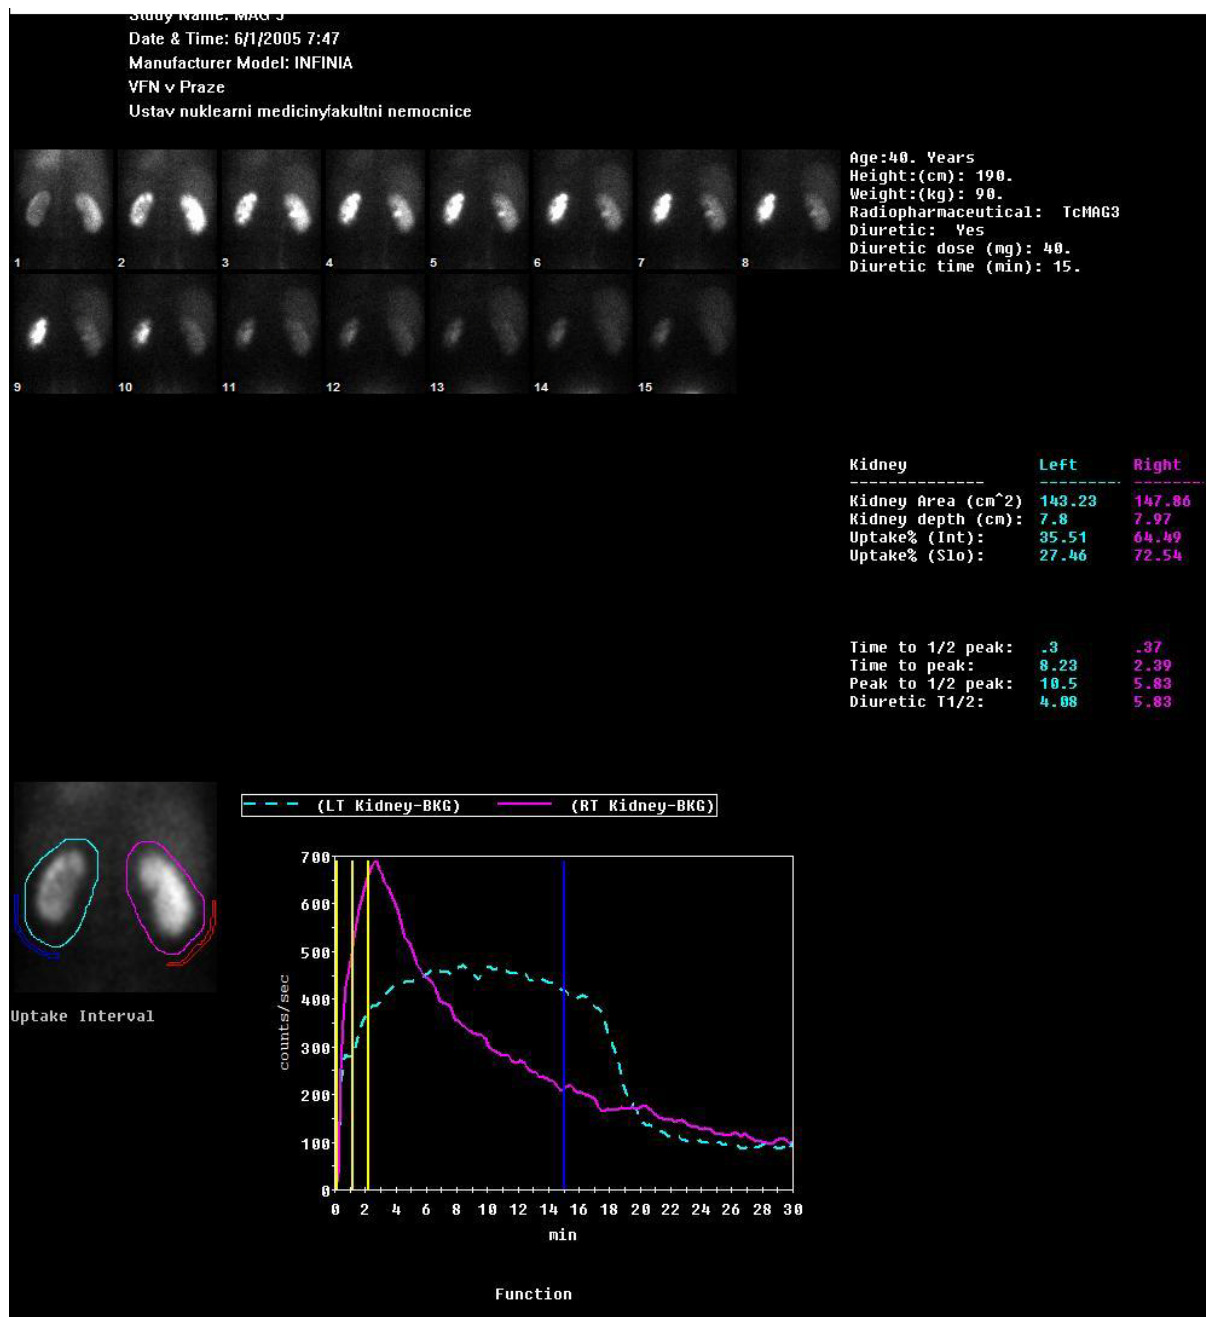 Study Name: MAG 3
Date & Time: 6/1/2005 7:47
Manufacturer Model: INFINIA
VFN v Praze
Ustav nuklearni medicinyfakultni nemocnice
1 2 3 4 5 6 7 8
9 10 11 12 13 14 15
Age:40. Years
Height:(cm): 190.
Weight:(kg): 90.
Radiopharmaceutical: TcMAG3
Diuretic: Yes
Diuretic dose (mg): 40.
Diuretic time (min): 15.
Kidney Left Right
Kidney Area (cm^2) 143.23 147.86
Kidney depth (cm): 7.8 7.97
Uptake% (Int): 35.51 64.49
Uptake% (Slo): 27.46 72.54
Time to 1/2 peak: .3 .37
Time to peak: 8.23 2.39
Peak to 1/2 peak: 10.5 5.83
Diuretic T1/2: 4.08 5.83
Uptake Interval
(LT Kidney-BKG) (RT Kidney-BKG)
700
600
500
400
300
200
100
0
counts/sec
0 2 4 6 8 10 12 14 16 18 20 22 24 26 28 30
min
Function